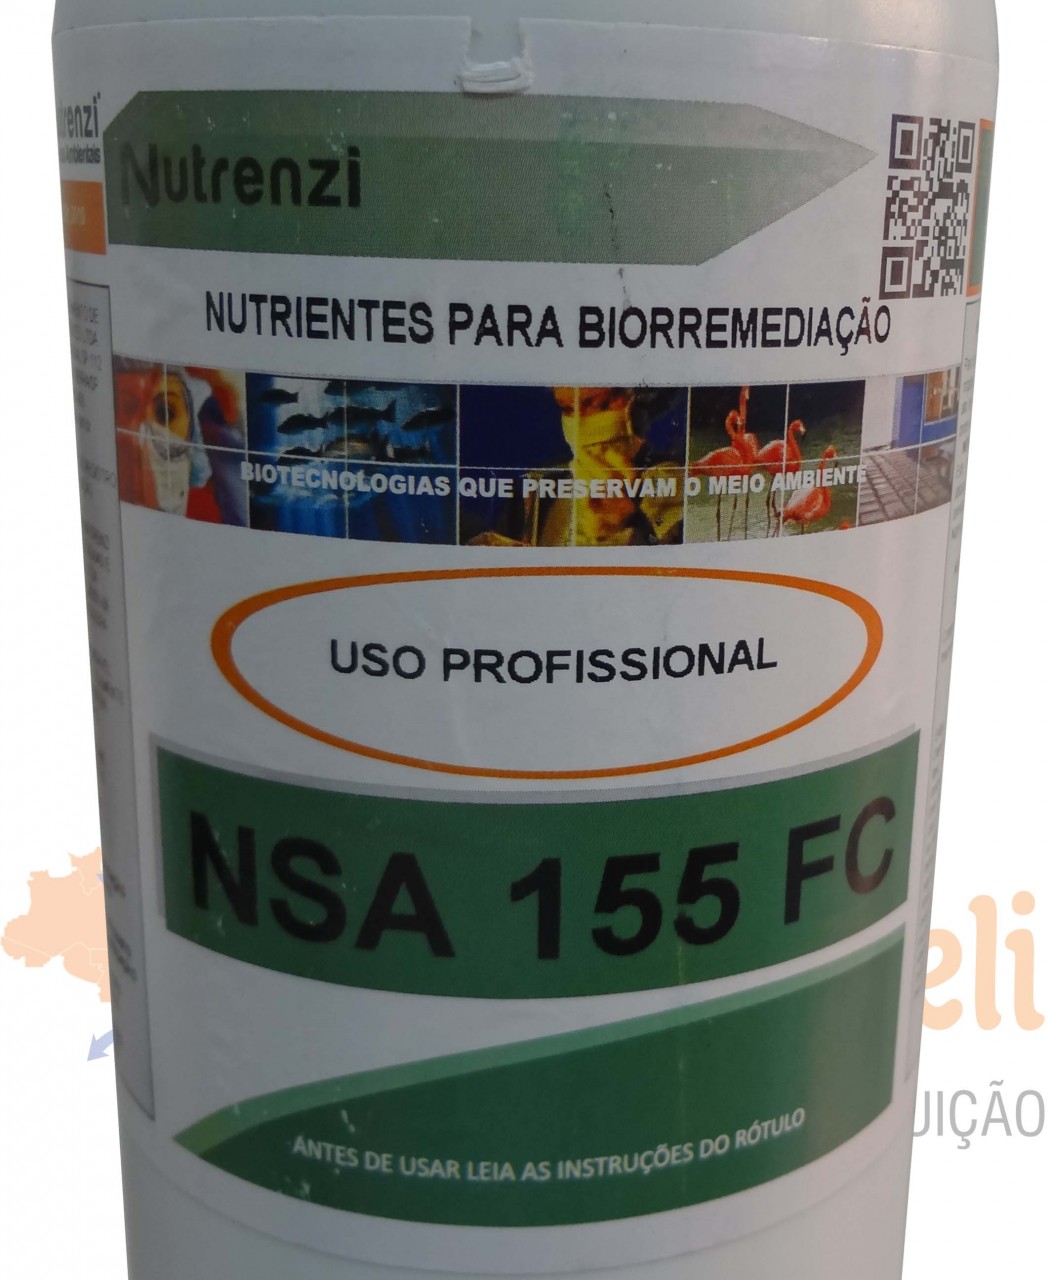 Nutrenzi
NUTRIENTES PARA BIORREMEDIAÇÃO
BIOTECNOLOGIAS QUE PRESERVAM O MEIO AMBIENTE
USO PROFISSIONAL
NSA 155 FC
ANTES DE USAR LEIA AS INSTRUÇÕES DO RÓTULO